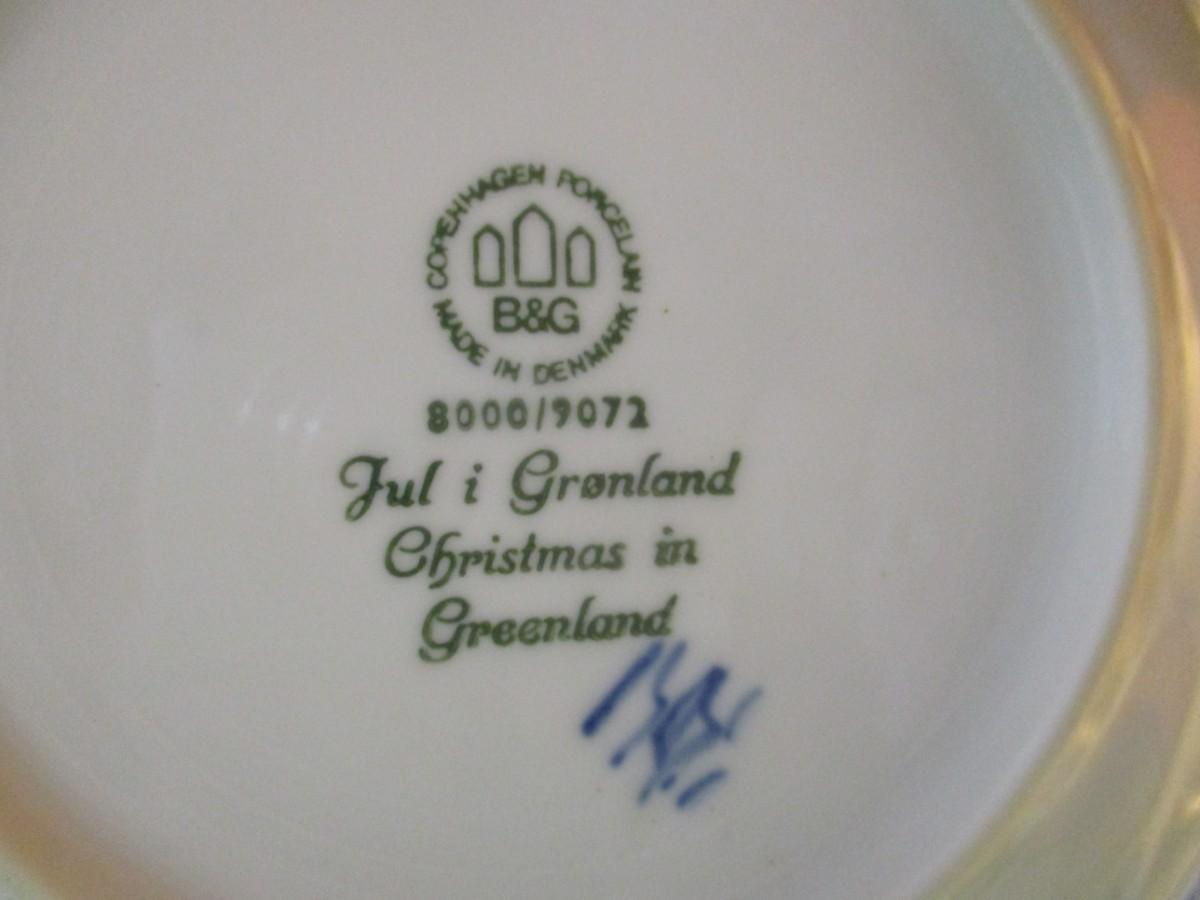 COPENHAGEN PORCELAIN
B&G
MADE IN DENMARK
8000/9072
Jul i Grønland
Christmas in
Greenland